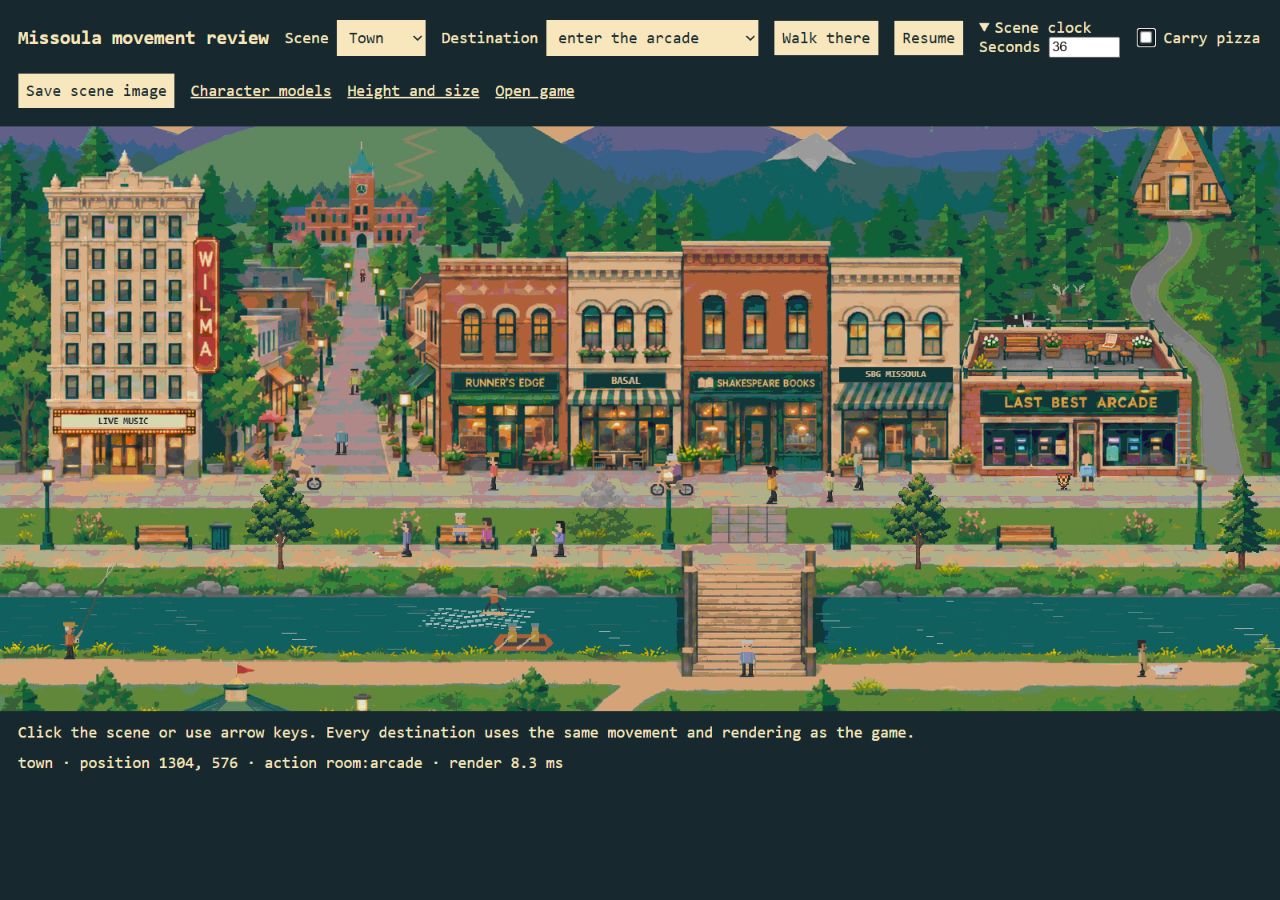 Missoula movement review Scene Town Destination enter the arcade Walk there Resume ▼ Scene clock Seconds 36 Carry pizza
Save scene image Character models Height and size Open game
WILMA
LIVE MUSIC
RUNNER'S EDGE
BASAL
SHAKESPEARE BOOKS
SBG MISSOULA
LAST BEST ARCADE
Click the scene or use arrow keys. Every destination uses the same movement and rendering as the game.
town · position 1304, 576 · action room:arcade · render 8.3 ms